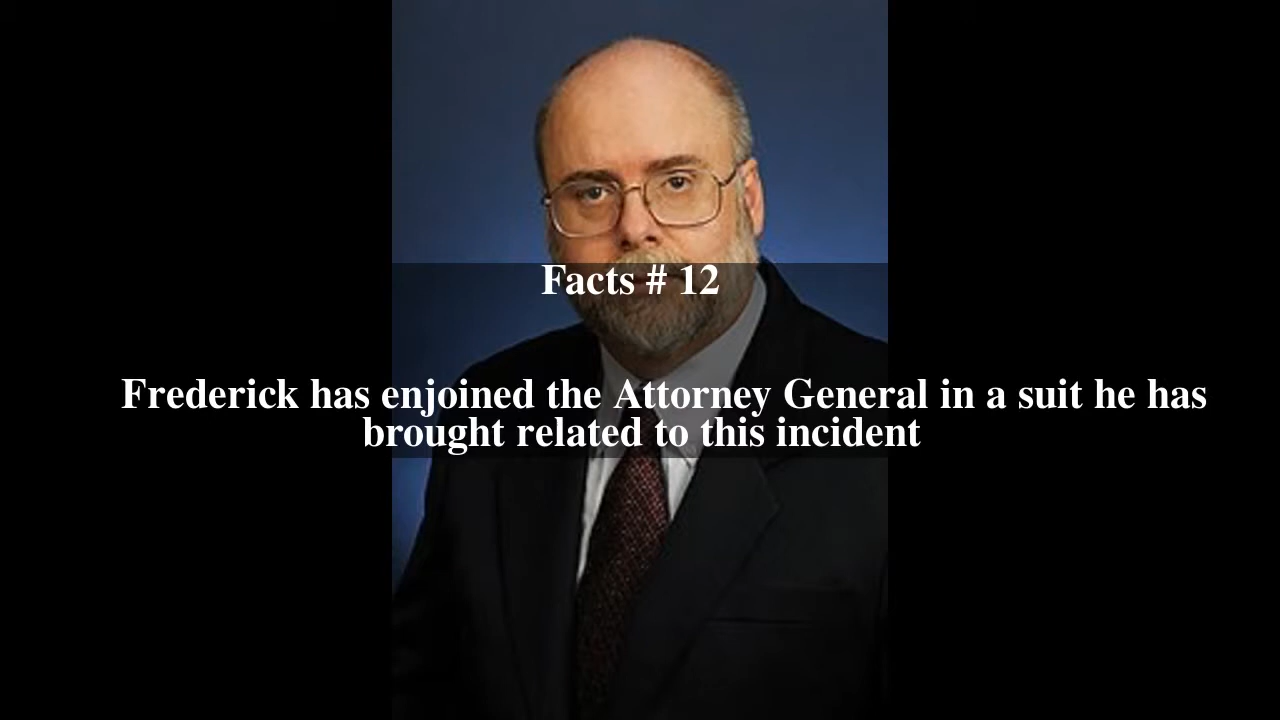 Facts # 12
Frederick has enjoined the Attorney General in a suit he has
brought related to this incident